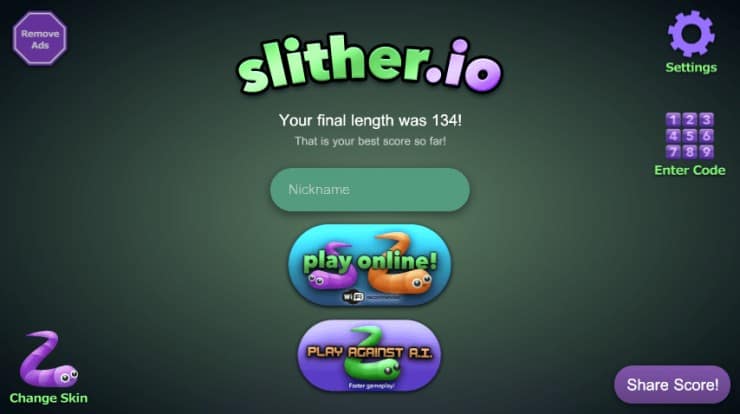 Remove
Ads
slither.io
Settings
Your final length was 134!
That is your best score so far!
1 2 3
4 5 6
7 8 9
Enter Code
Nickname
play online!
WiFi
PLAY AGAINST A.I.
Faster gameplay!
Change Skin
Share Score!